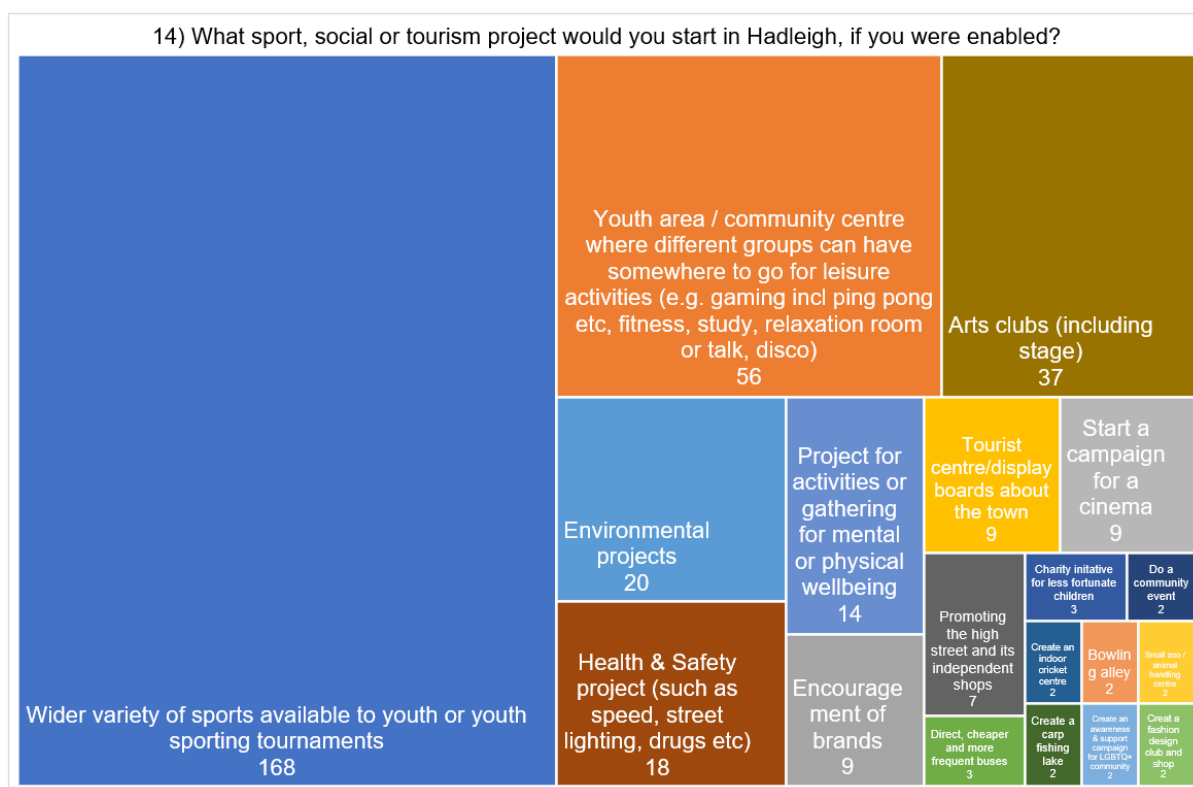 14) What sport, social or tourism project would you start in Hadleigh, if you were enabled?
Wider variety of sports available to youth or youth
sporting tournaments
168
Youth area / community centre
where different groups can have
somewhere to go for leisure
activities (e.g. gaming incl ping pong
etc, fitness, study, relaxation room
or talk, disco)
56
Arts clubs (including
stage)
37
Environmental
projects
20
Health & Safety
project (such as
speed, street
lighting, drugs etc)
18
Project for
activities or
gathering
for mental
or physical
wellbeing
14
Encourage
ment of
brands
9
Tourist
centre/display
boards about
the town
9
Start a
campaign
for a
cinema
9
Promoting
the high
street and its
independent
shops
7
Direct, cheaper
and more
frequent buses
3
Charity initative
for less fortunate
children
3
Do a
community
event
2
Create an
indoor
cricket
centre
2
Bowlin
g alley
2
Small zoo /
animal
handling
centre
2
Create a
carp
fishing
lake
2
Create an
awareness
& support
campaign
for LGBTQ+
community
2
Creat a
fashion
design
club and
shop
2